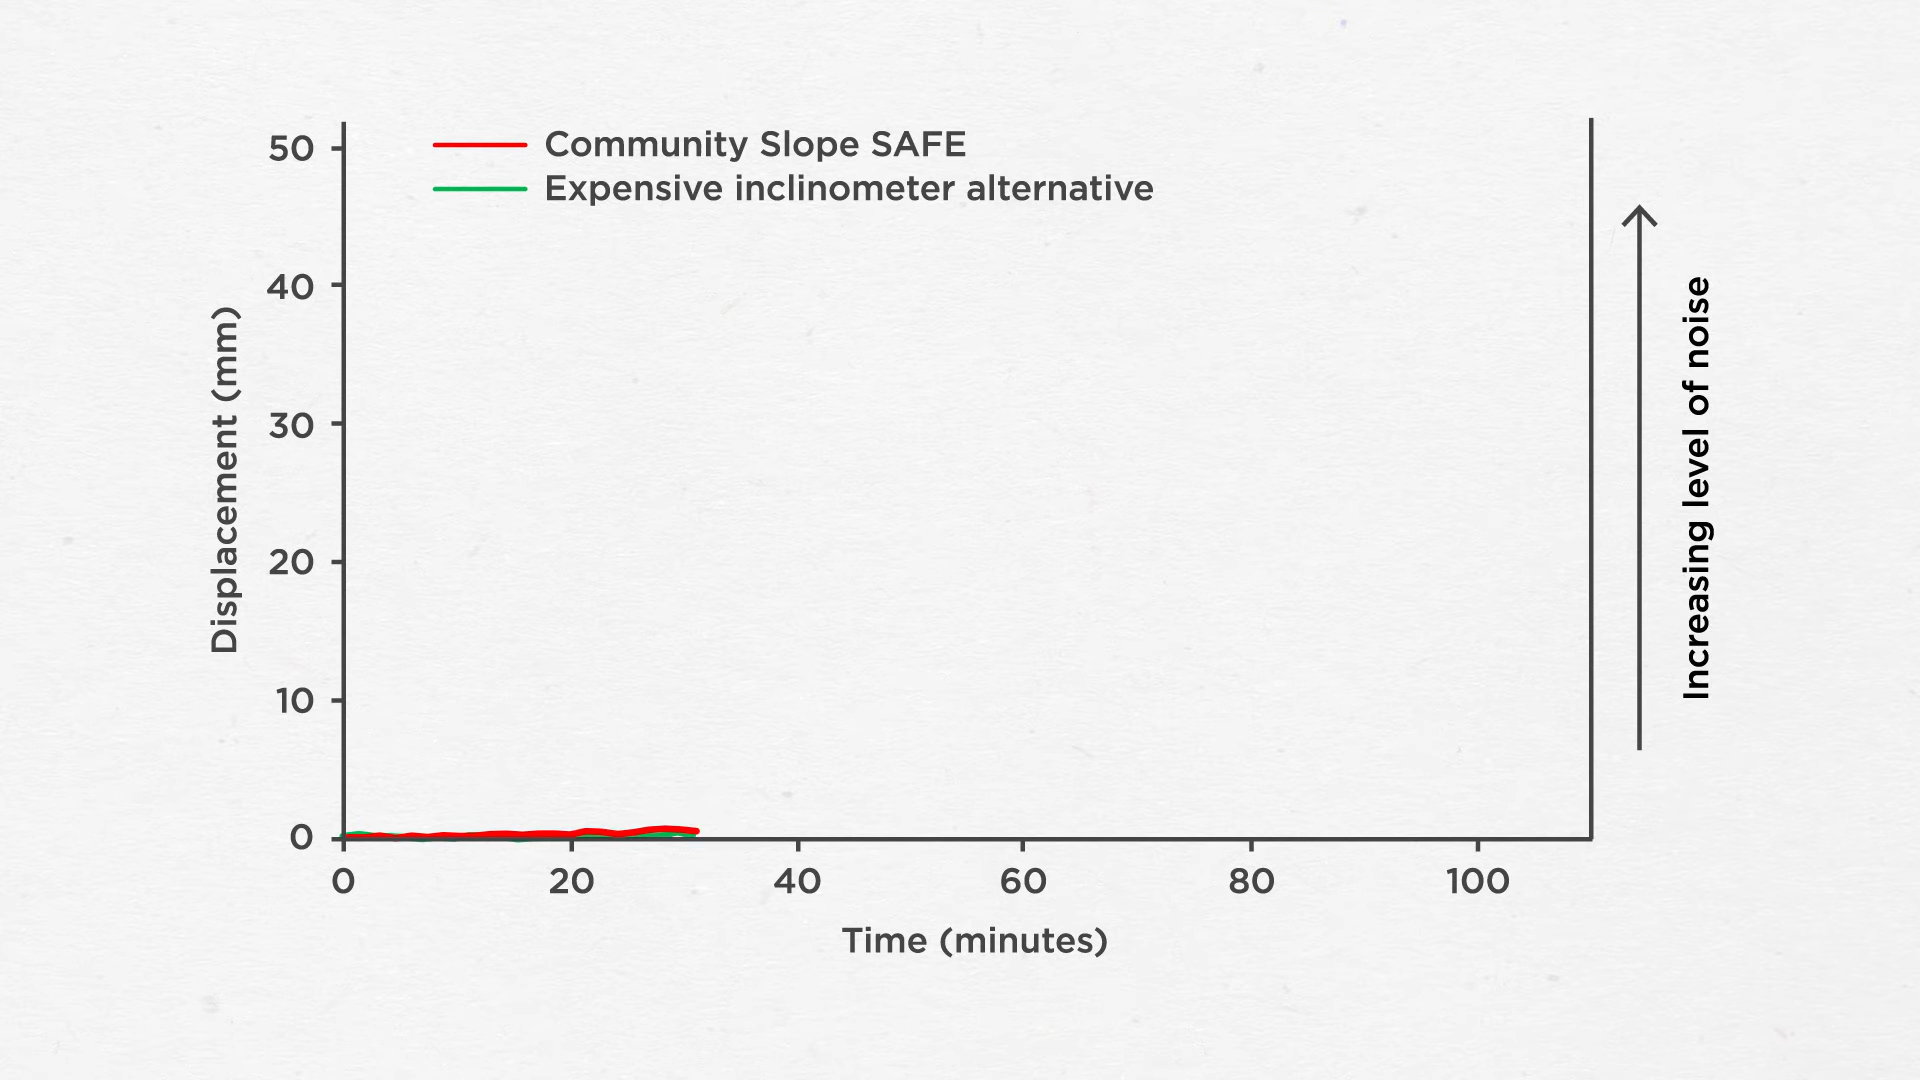 Community Slope SAFE
Expensive inclinometer alternative
50
40
30
20
10
0
Displacement (mm)
0
20
40
60
80
100
Time (minutes)
Increasing level of noise